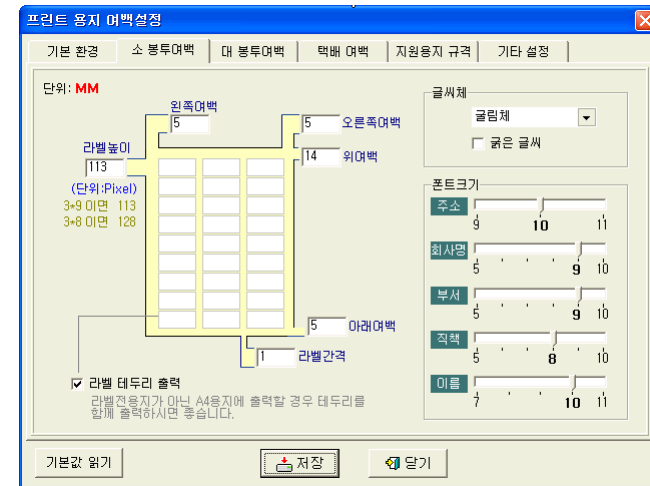 프린트 용지 여백설정
기본 환경 소 봉투여백 대 봉투여백 택배 여백 지원용지 규격 기타 설정
단위: MM
왼쪽여백
5
5 오른쪽여백
라벨높이
113
14 위여백
(단위:Pixel)
3*9 이면 113
3*8 이면 128
5 아래여백
1 라벨간격
라벨 테두리 출력
라벨전용지가 아닌 A4용지에 출력할 경우 테두리를
함께 출력하시면 좋습니다.
글씨체
굴림체
굵은 글씨
폰트크기
주소
9 10 11
회사명
5 9 10
부서
5 9 10
직책
5 8 10
이름
7 10 11
기본값 읽기 저장 닫기